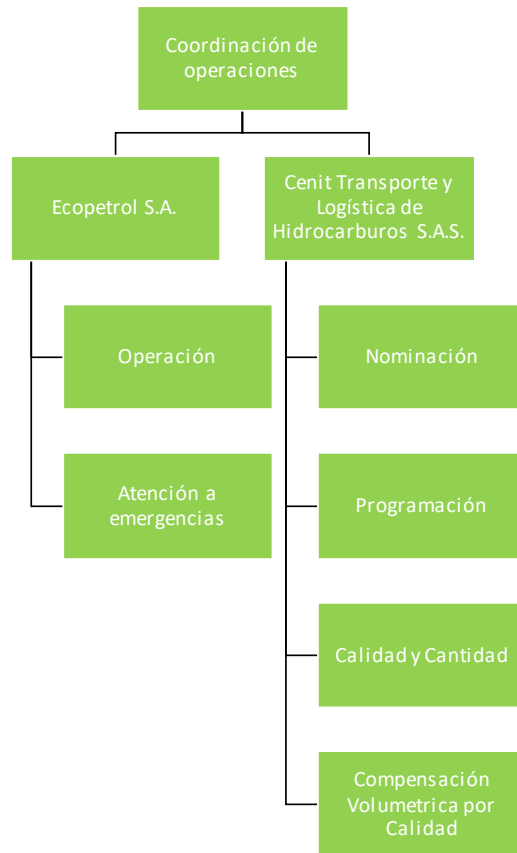 Coordinación de
operaciones
Ecopetrol S.A.
Cenit Transporte y
Logística de
Hidrocarburos S.A.S.
Operación
Atención a
emergencias
Nominación
Programación
Calidad y Cantidad
Compensación
Volumetrica por
Calidad